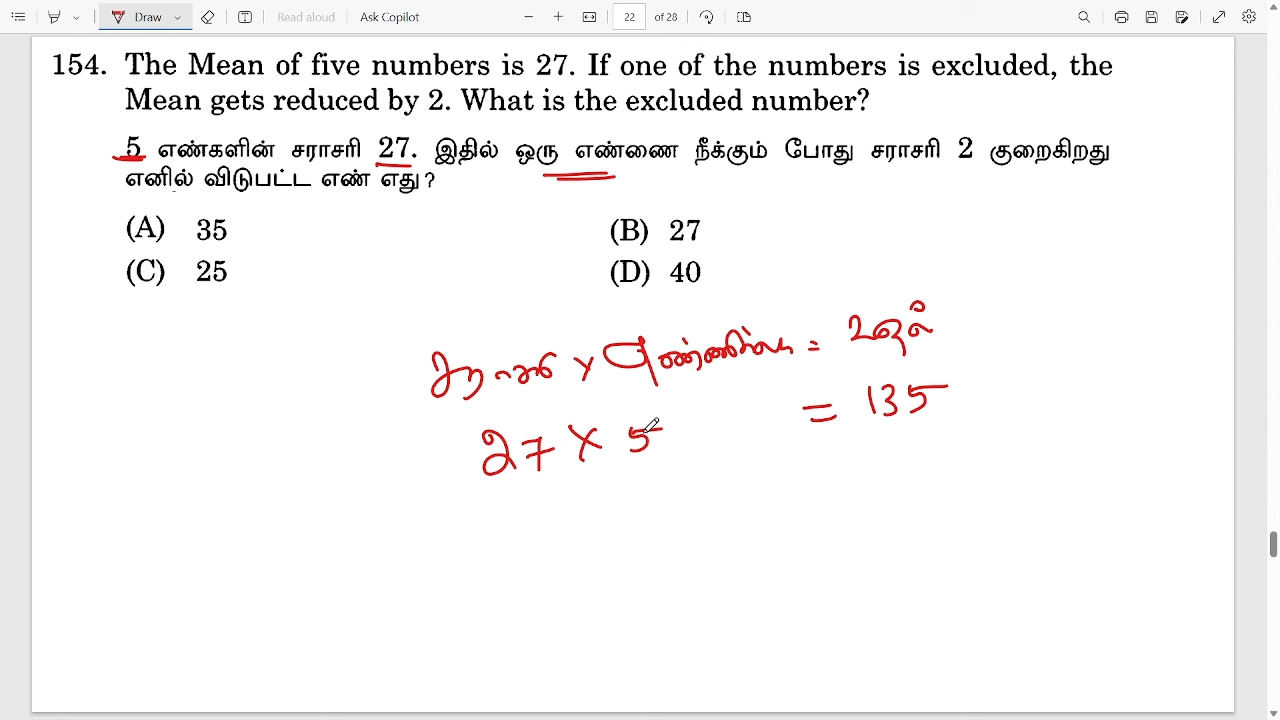 Draw Read aloud Ask Copilot 22 of 28
154. The Mean of five numbers is 27. If one of the numbers is excluded, the
Mean gets reduced by 2. What is the excluded number?
5 எண்களின் சராசரி 27. இதில் ஒரு எண்ணை நீக்கும் போது சராசரி 2 குறைகிறது
எனில் விடுபட்ட எண் எது?
(A) 35 (B) 27
(C) 25 (D) 40
27 × 5 = 135